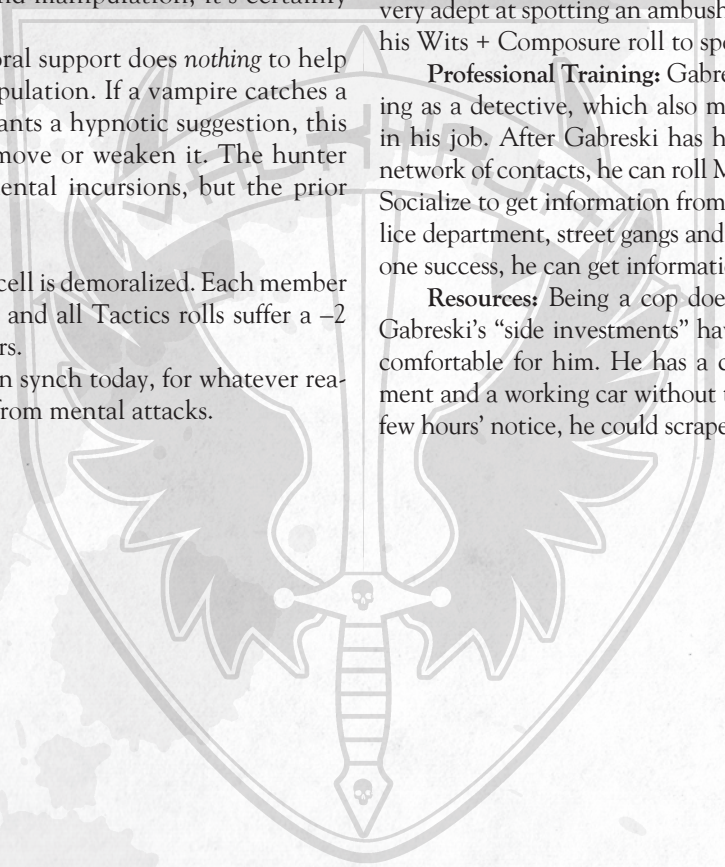 nd manipulation, it's certainly
oral support does nothing to help
pulation. If a vampire catches a
ants a hypnotic suggestion, this
move or weaken it. The hunter
ental incursions, but the prior
cell is demoralized. Each member
and all Tactics rolls suffer a –2
rs.
n synch today, for whatever rea-
from mental attacks.
very adept at spotting an ambush
his Wits + Composure roll to spo
Professional Training: Gabre
ing as a detective, which also m
in his job. After Gabreski has h
network of contacts, he can roll M
Socialize to get information from
lice department, street gangs and
one success, he can get informati
Resources: Being a cop doe
Gabreski's “side investments” hav
comfortable for him. He has a c
ment and a working car without t
few hours' notice, he could scrape